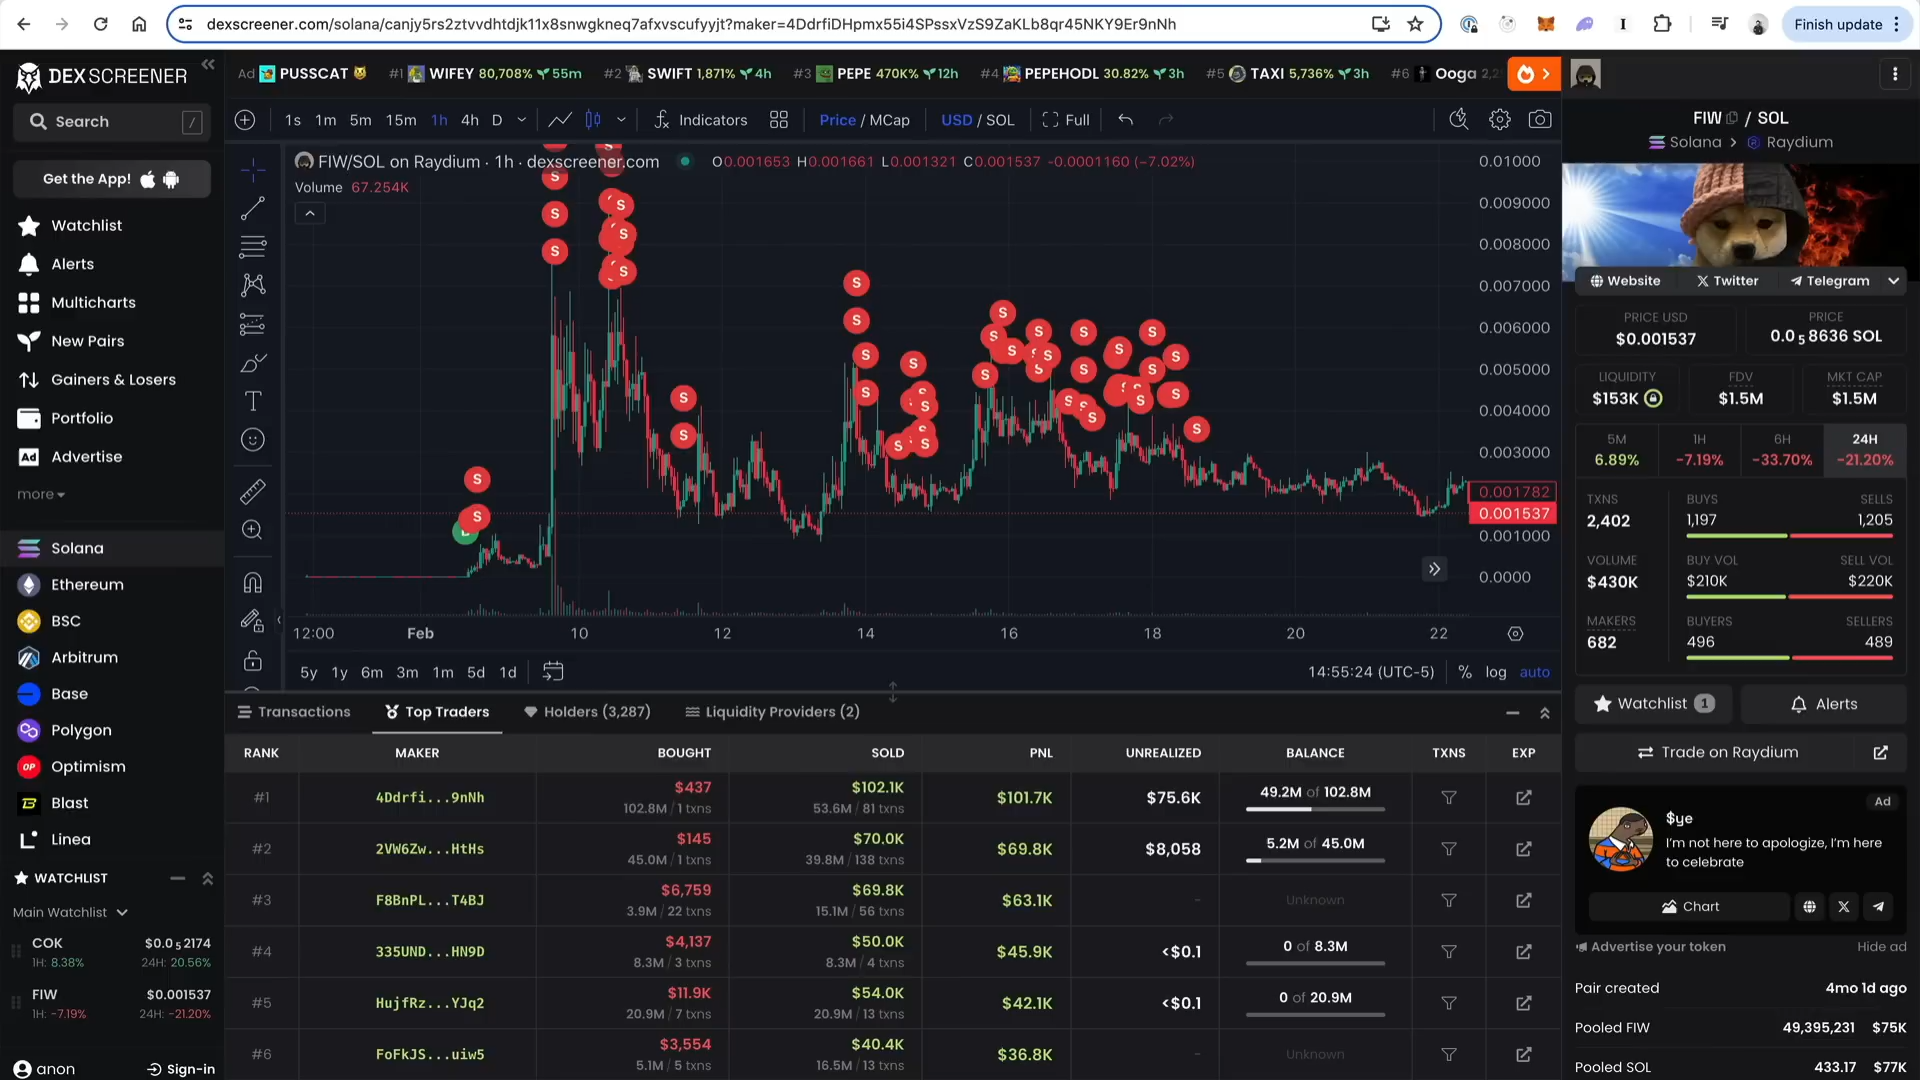 dexscreener.com/solana/canjy5rs2ztvvdhtdjk11x8snwgkneq7afxvscufyyjt?maker=4DdrfiDHpmx55i4SPssxVzS9ZaKLb8qr45NKY9Er9nNh
Finish update
DEX SCREENER
Search /
Get the App!
Watchlist
Alerts
Multicharts
New Pairs
Gainers & Losers
Portfolio
Ad Advertise
more
Solana
Ethereum
BSC
Arbitrum
Base
Polygon
OP Optimism
Blast
Linea
WATCHLIST
Main Watchlist
COK $0.0₅2174
1H: 8.38% 24H: 20.56%
FIW $0.001537
1H: -7.19% 24H: -21.20%
anon Sign-in
Ad PUSSCAT #1 WIFEY 80,708% 55m #2 SWIFT 1,871% 4h #3 PEPE 470K% 12h #4 PEPEHODL 30.82% 3h #5 TAXI 5,736% 3h #6 Ooga
1s 1m 5m 15m 1h 4h D Indicators Price / MCap USD / SOL Full
FIW/SOL on Raydium · 1h · dexscreener.com O0.001653 H0.001661 L0.001321 C0.001537 -0.0001160 (-7.02%)
Volume 67.254K
0.01000
0.009000
0.008000
0.007000
0.006000
0.005000
0.004000
0.003000
0.001782
0.001537
0.001000
0.0000
12:00 Feb 10 12 14 16 18 20 22
5y 1y 6m 3m 1m 5d 1d 14:55:24 (UTC-5) % log auto
Transactions Top Traders Holders (3,287) Liquidity Providers (2)
RANK MAKER BOUGHT SOLD PNL UNREALIZED BALANCE TXNS EXP
#1 4Ddrfi...9nNh $437 $102.1K $101.7K $75.6K 49.2M of 102.8M
102.8M / 1 txns 53.6M / 81 txns
#2 2VW6Zw...HtHs $145 $70.0K $69.8K $8,058 5.2M of 45.0M
45.0M / 1 txns 39.8M / 138 txns
#3 F8BnPL...T4BJ $6,759 $69.8K $63.1K - Unknown
3.9M / 22 txns 15.1M / 56 txns
#4 335UND...HN9D $4,137 $50.0K $45.9K <$0.1 0 of 8.3M
8.3M / 3 txns 8.3M / 4 txns
#5 HujfRz...YJq2 $11.9K $54.0K $42.1K <$0.1 0 of 20.9M
20.9M / 7 txns 20.9M / 13 txns
#6 FoFkJS...uiw5 $3,554 $40.4K $36.8K - Unknown
5.1M / 5 txns 16.5M / 13 txns
FIW / SOL
Solana > Raydium
Website Twitter Telegram
PRICE USD PRICE
$0.001537 0.0₅8636 SOL
LIQUIDITY FDV MKT CAP
$153K $1.5M $1.5M
5M 1H 6H 24H
6.89% -7.19% -33.70% -21.20%
TXNS BUYS SELLS
2,402 1,197 1,205
VOLUME BUY VOL SELL VOL
$430K $210K $220K
MAKERS BUYERS SELLERS
682 496 489
Watchlist 1 Alerts
Trade on Raydium
Ad
$ye
I'm not here to apologize, I'm here
to celebrate
Chart
Advertise your token Hide ad
Pair created 4mo 1d ago
Pooled FIW 49,395,231 $75K
Pooled SOL 433.17 $77K